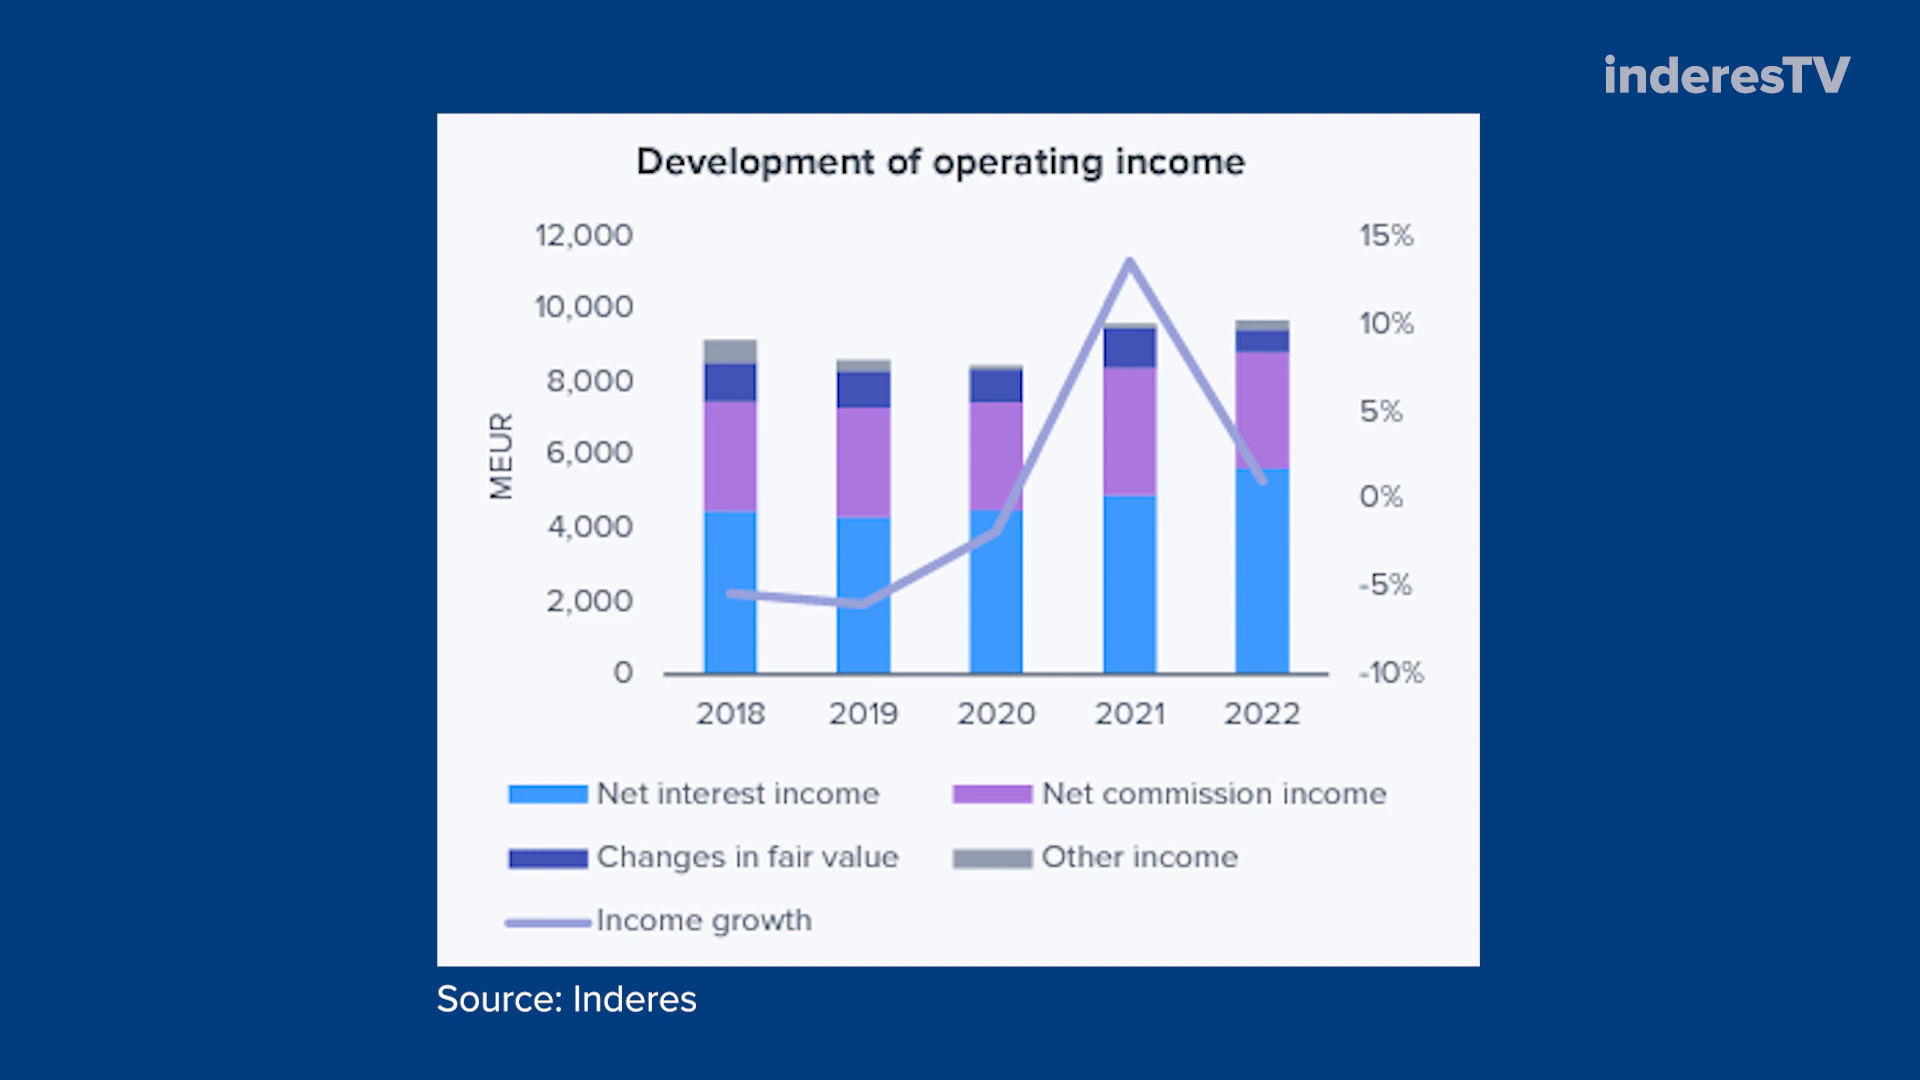 inderesTV
Development of operating income
12,000
10,000
8,000
6,000
4,000
2,000
0
MEUR
15%
10%
5%
0%
-5%
-10%
2018 2019 2020 2021 2022
Net interest income Net commission income
Changes in fair value Other income
Income growth
Source: Inderes